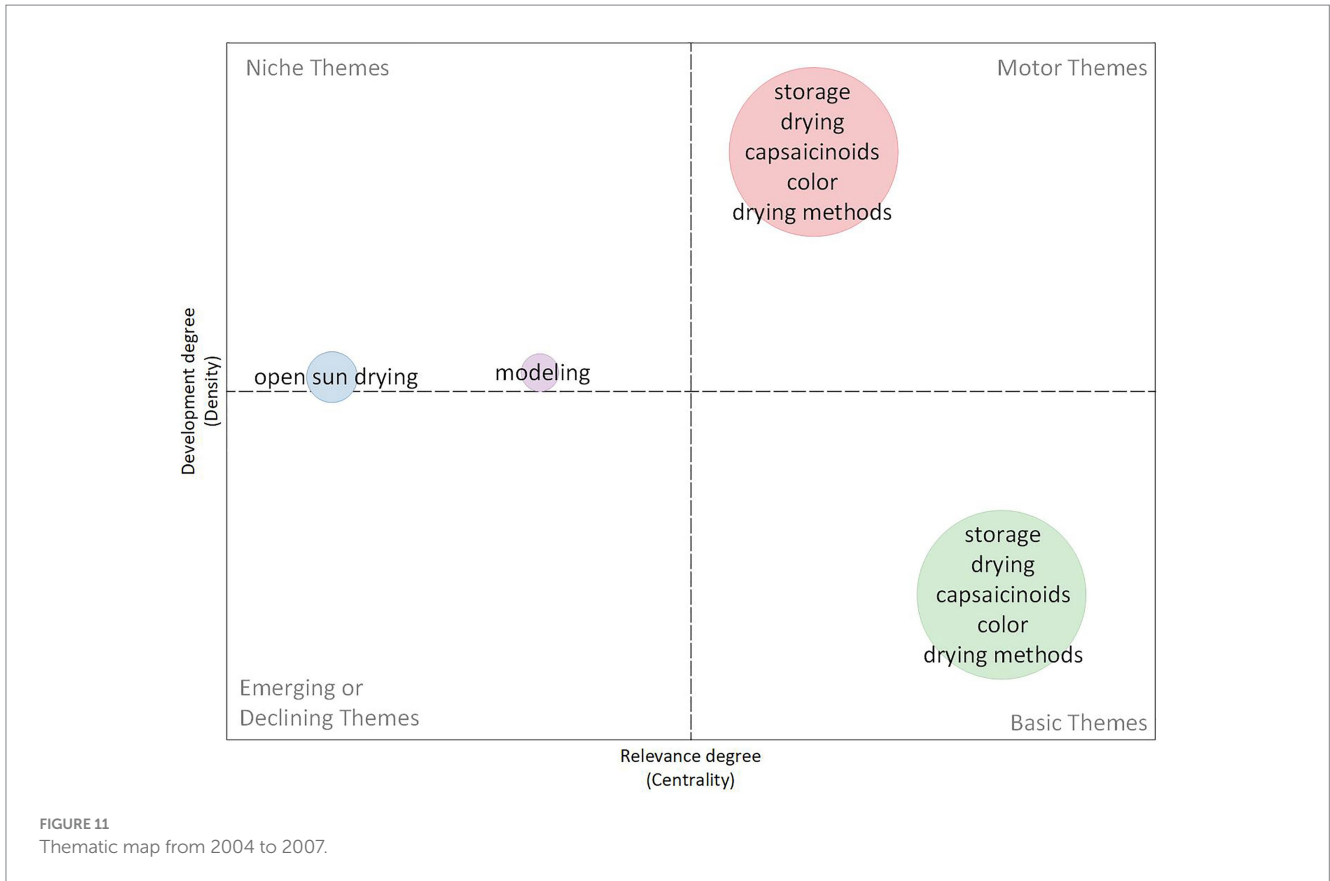 Niche Themes
Motor Themes
storage
drying
capsaicinoids
color
drying methods
open sun drying
modeling
Development degree
(Density)
storage
drying
capsaicinoids
color
drying methods
Emerging or
Declining Themes
Basic Themes
Relevance degree
(Centrality)
FIGURE 11
Thematic map from 2004 to 2007.